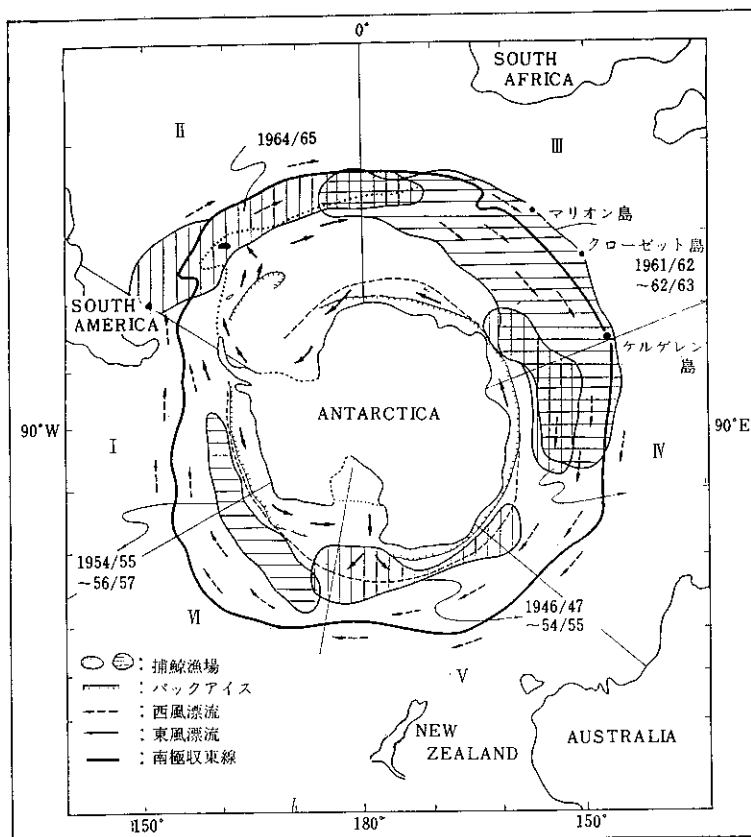 0°
SOUTH
AFRICA
Ⅱ
1964/65
Ⅲ
マリオン島
クローゼット島
1961/62
～62/63
SOUTH
AMERICA
ケルゲレン
島
ANTARCTICA
90°W
Ⅰ
90°E
Ⅳ
1954/55
～56/57
Ⅵ
1946/47
～54/55
Ⅴ
：捕鯨漁場
：パックアイス
：西風漂流
：東風漂流
：南極収束線
NEW
ZEALAND
AUSTRALIA
150°
180°
150°